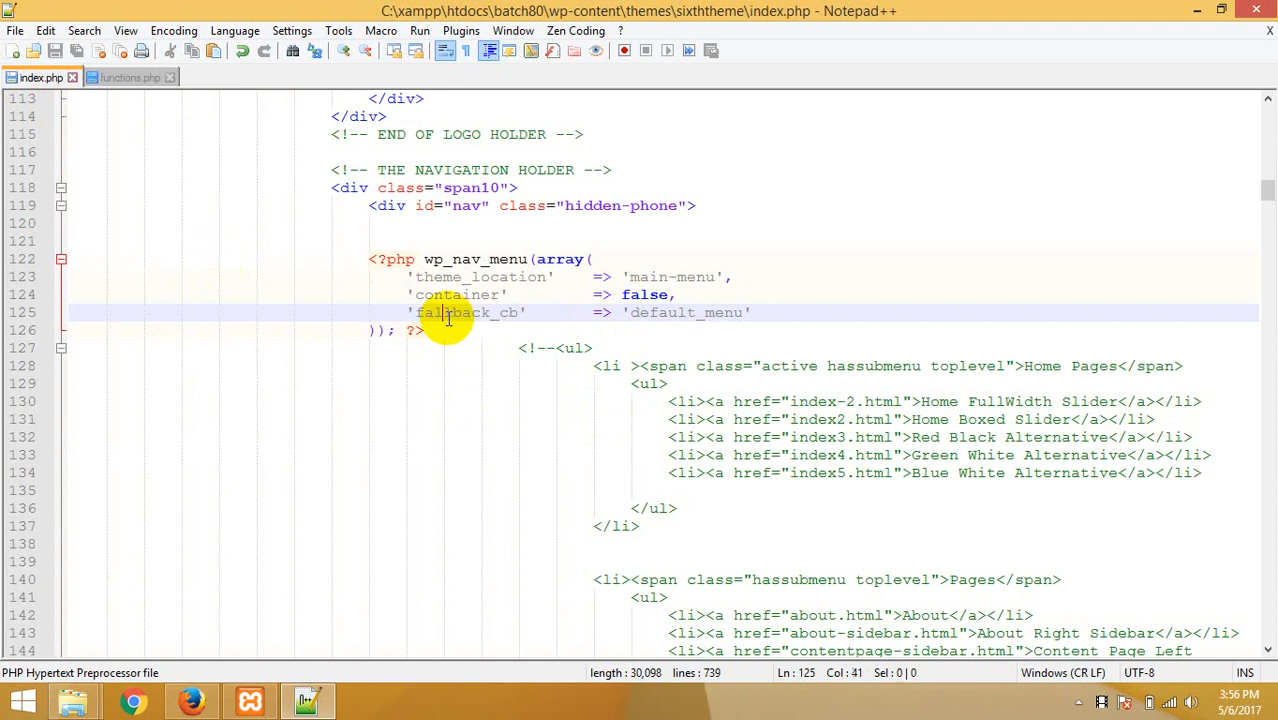 C:\xampp\htdocs\batch80\wp-content\themes\sixththeme\index.php - Notepad++
File Edit Search View Encoding Language Settings Tools Macro Run Plugins Window Zen Coding ? X
index.php functions.php
113 </div>
114 </div>
115 <!-- END OF LOGO HOLDER -->
116
117 <!-- THE NAVIGATION HOLDER -->
118 <div class="span10">
119 <div id="nav" class="hidden-phone">
120
121
122 <?php wp_nav_menu(array(
123 'theme_location' => 'main-menu',
124 'container' => false,
125 'fallback_cb' => 'default_menu'
126 )); ?>
127 <!--<ul>
128 <li ><span class="active hassubmenu toplevel">Home Pages</span>
129 <ul>
130 <li><a href="index-2.html">Home FullWidth Slider</a></li>
131 <li><a href="index2.html">Home Boxed Slider</a></li>
132 <li><a href="index3.html">Red Black Alternative</a></li>
133 <li><a href="index4.html">Green White Alternative</a></li>
134 <li><a href="index5.html">Blue White Alternative</a></li>
135
136 </ul>
137 </li>
138
139
140 <li><span class="hassubmenu toplevel">Pages</span>
141 <ul>
142 <li><a href="about.html">About</a></li>
143 <li><a href="about-sidebar.html">About Right Sidebar</a></li>
144 <li><a href="contentpage-sidebar.html">Content Page Left
PHP Hypertext Preprocessor file length : 30,098 lines : 739 Ln : 125 Col : 41 Sel : 0 | 0 Windows (CR LF) UTF-8 INS
3:56 PM
5/6/2017